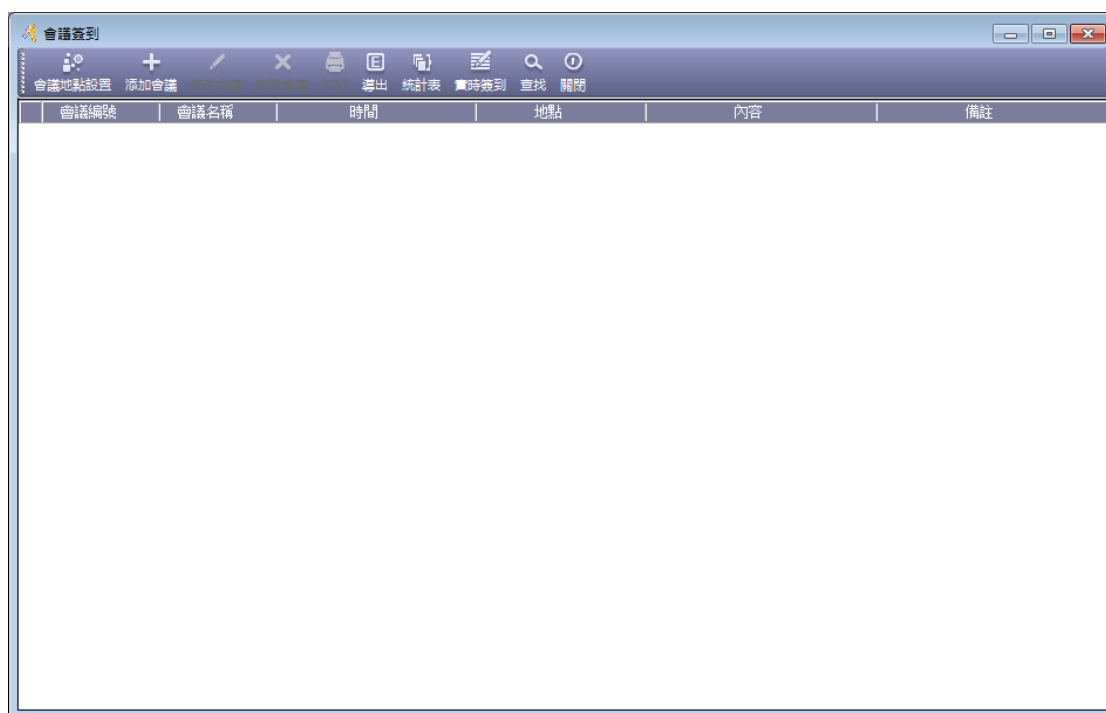 會議簽到
會議地點設置 添加會議 E 導出 統計表 實時簽到 查找 關閉
會議編號 會議名稱 時間 地點 內容 備註